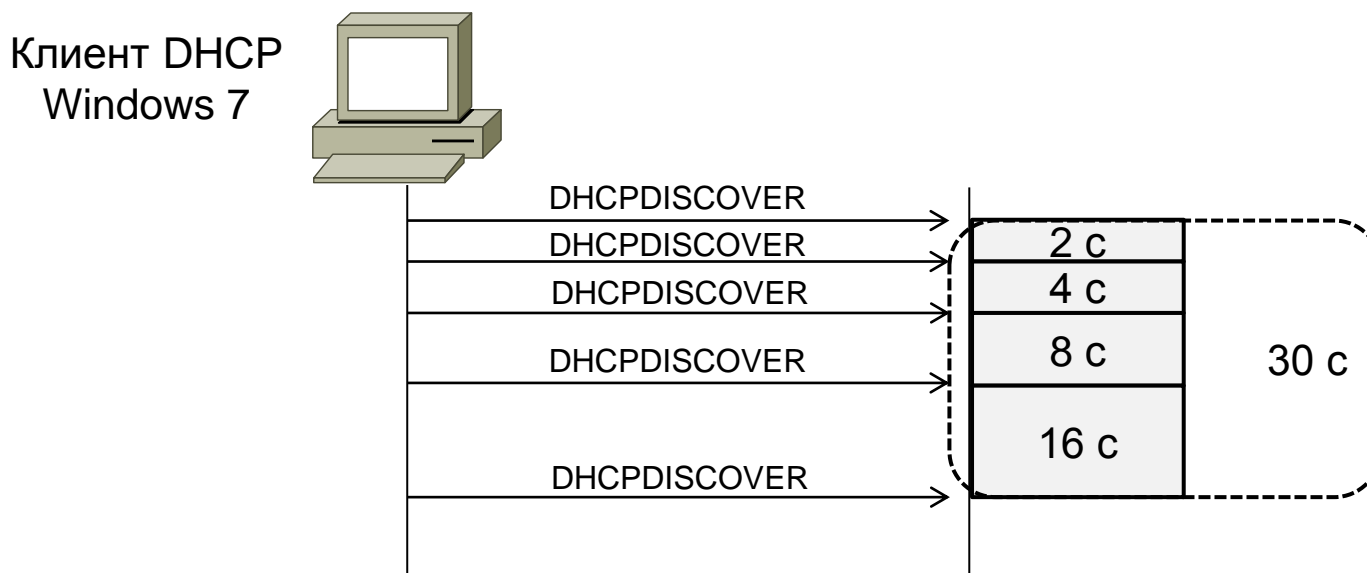 Клиент DHCP
Windows 7
DHCPDISCOVER
DHCPDISCOVER
DHCPDISCOVER
DHCPDISCOVER
DHCPDISCOVER
2 с
4 с
8 с
16 с
30 с